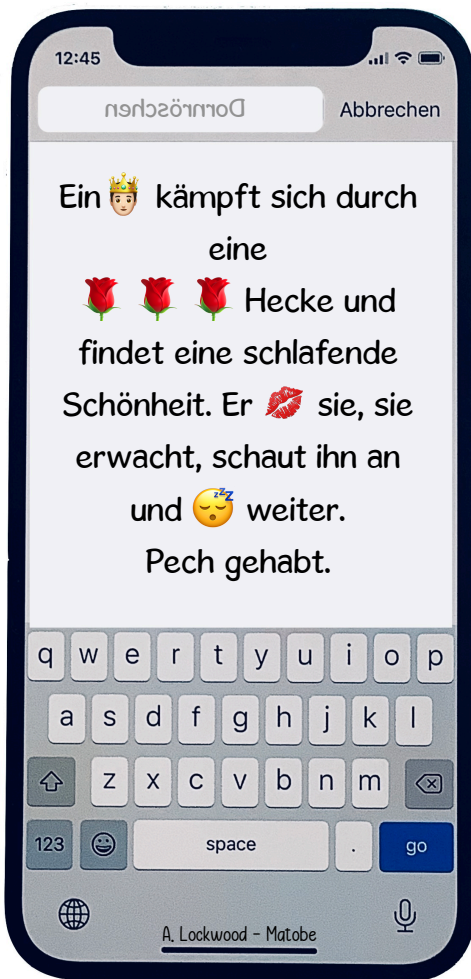 12:45
Dornröschen Abbrechen
Ein🤴🏼 kämpft sich durch
eine
🌹 🌹 🌹 Hecke und
findet eine schlafende
Schönheit. Er 💋 sie, sie
erwacht, schaut ihn an
und 😴 weiter.
Pech gehabt.
q w e r t y u i o p
a s d f g h j k l
z x c v b n m
123 space . go
A. Lockwood - Matobe